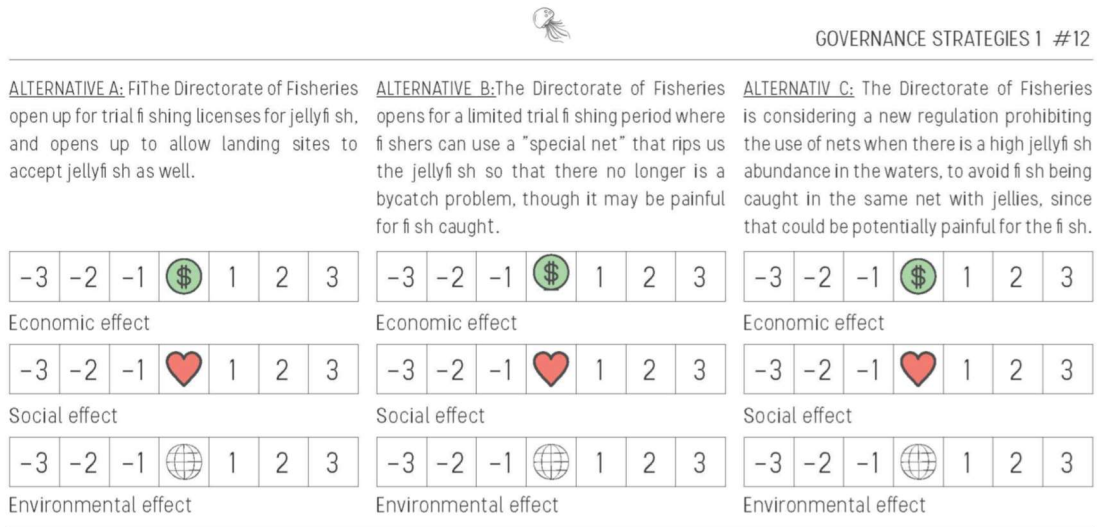 GOVERNANCE STRATEGIES 1 #12
ALTERNATIVE A: FiThe Directorate of Fisheries
open up for trial fi shing licenses for jellyfi sh,
and opens up to allow landing sites to
accept jellyfi sh as well.
ALTERNATIVE B:The Directorate of Fisheries
opens for a limited trial fi shing period where
fi shers can use a "special net" that rips us
the jellyfi sh so that there no longer is a
bycatch problem, though it may be painful
for fi sh caught.
ALTERNATIV C: The Directorate of Fisheries
is considering a new regulation prohibiting
the use of nets when there is a high jellyfi sh
abundance in the waters, to avoid fi sh being
caught in the same net with jellies, since
that could be potentially painful for the fi sh.
-3 -2 -1 $ 1 2 3
Economic effect
-3 -2 -1 1 2 3
Social effect
-3 -2 -1 1 2 3
Environmental effect
-3 -2 -1 $ 1 2 3
Economic effect
-3 -2 -1 1 2 3
Social effect
-3 -2 -1 1 2 3
Environmental effect
-3 -2 -1 $ 1 2 3
Economic effect
-3 -2 -1 1 2 3
Social effect
-3 -2 -1 1 2 3
Environmental effect